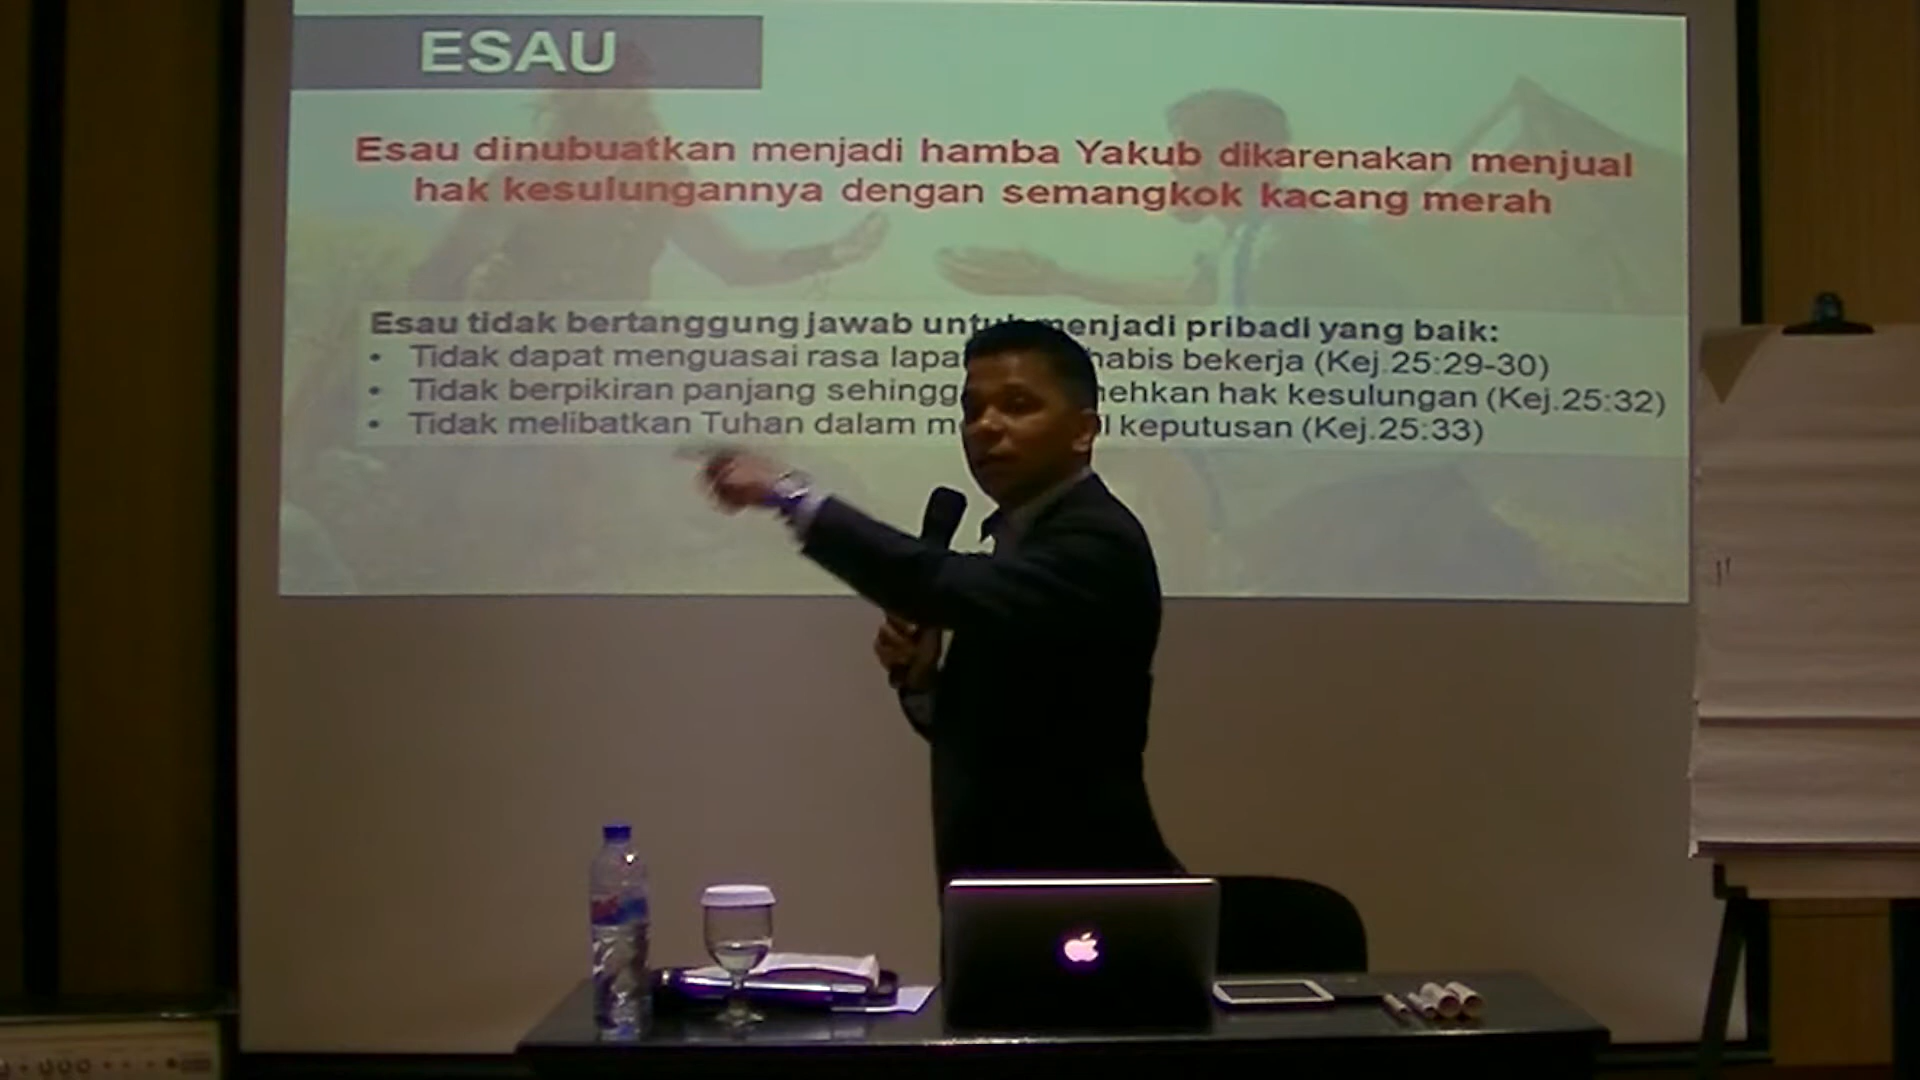 ESAU
Esau dinubuatkan menjadi hamba Yakub dikarenakan menjual
hak kesulungannya dengan semangkok kacang merah
Esau tidak bertanggung jawab untuk menjadi pribadi yang baik:
• Tidak dapat menguasai rasa lapa habis bekerja (Kej.25:29-30)
• Tidak berpikiran panjang sehingg ehkan hak kesulungan (Kej.25:32)
• Tidak melibatkan Tuhan dalam m l keputusan (Kej.25:33)